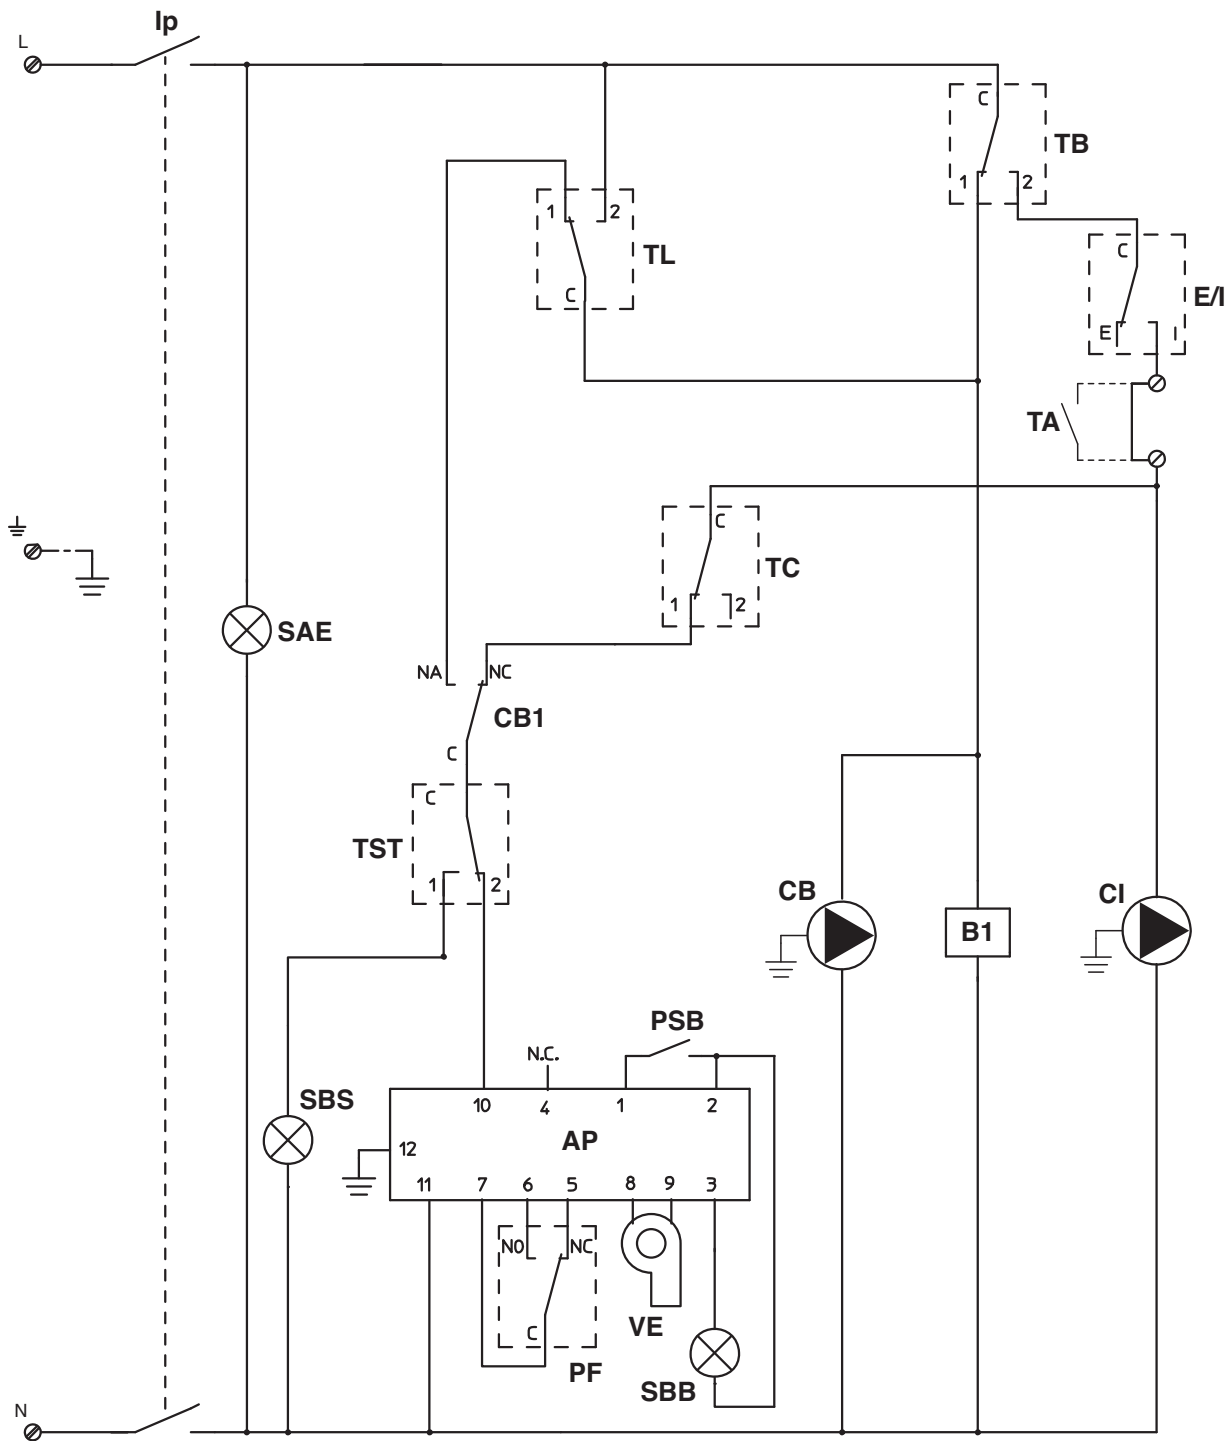 Ip
L
C
TB
1 2
1 2
TL
C
C
E/I
E I
TA
C
TC
1 2
SAE
NA NC
CB1
C
C
TST
1 2
CB
B1
CI
PSB
N.C.
SBS
10 4 1 2
AP
12
11 7 6 5 8 9 3
NO NC
C
VE
PF
SBB
N